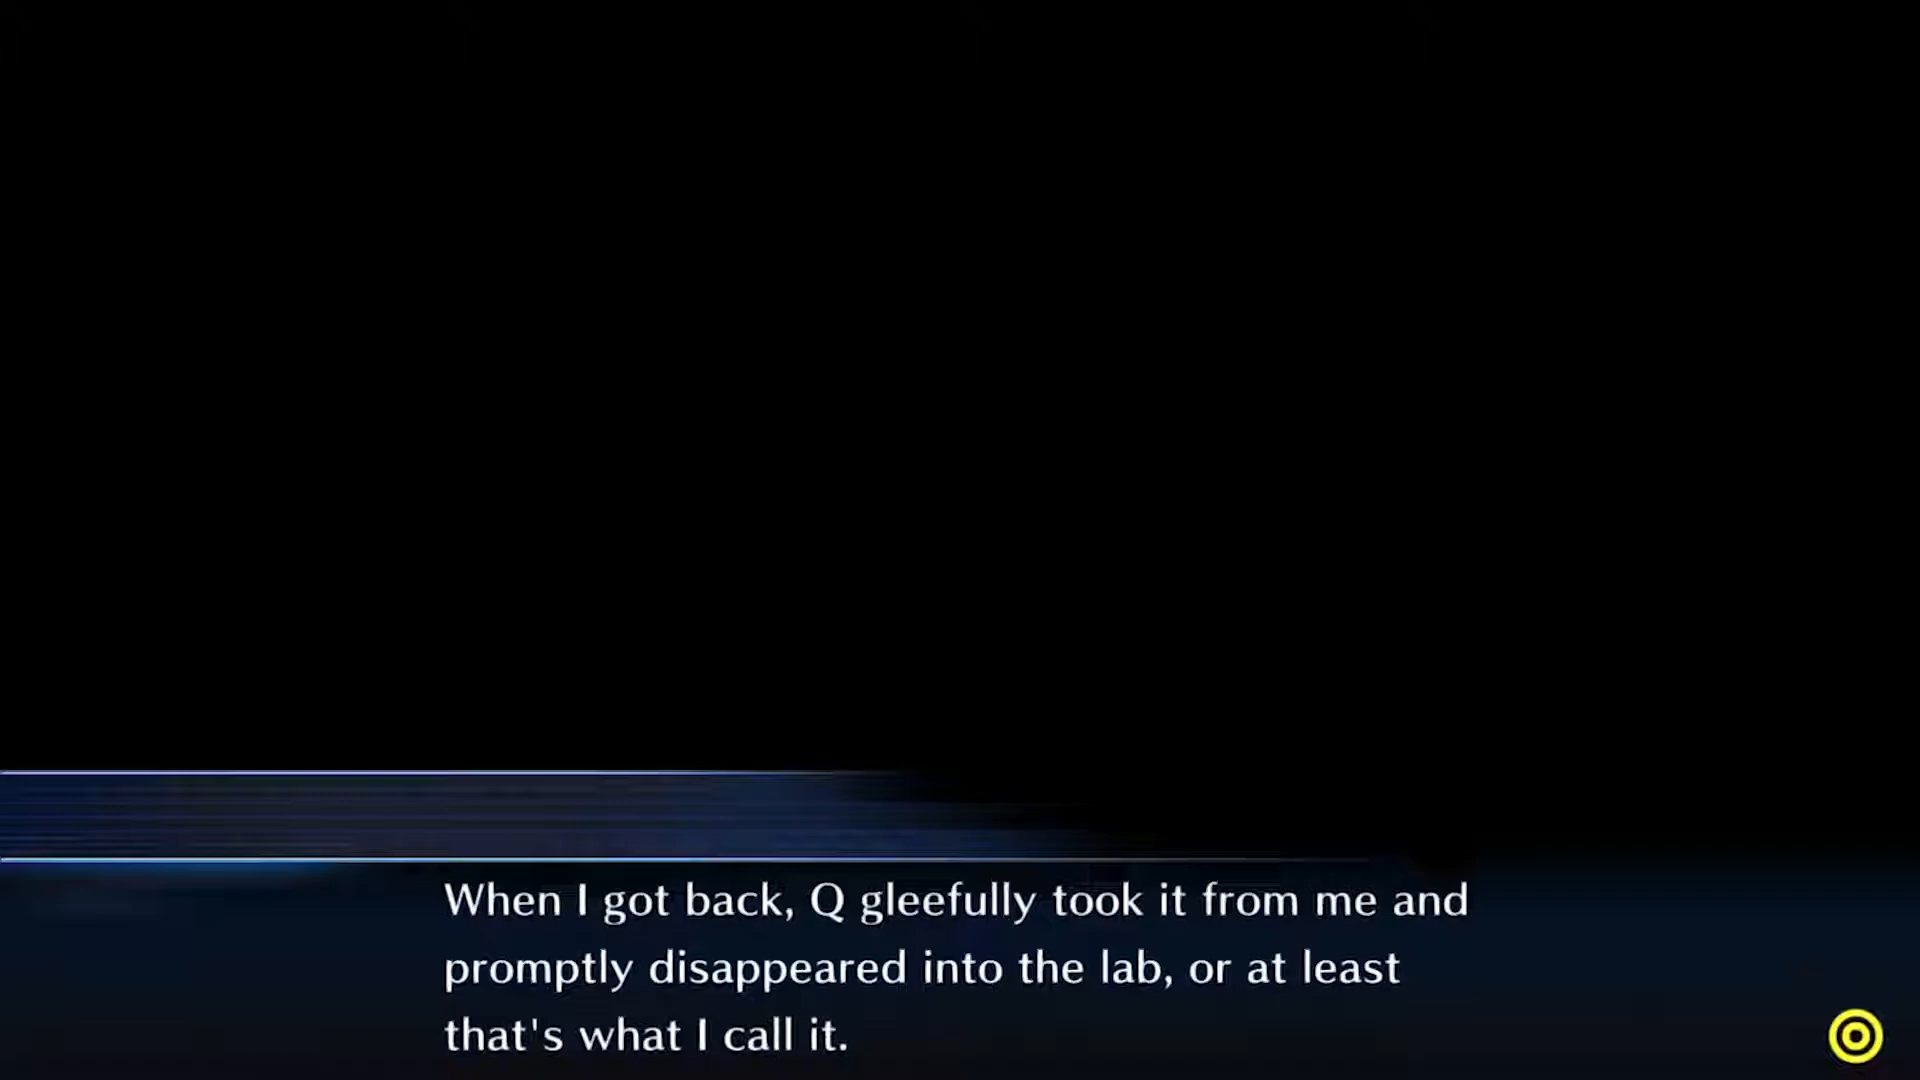 When I got back, Q gleefully took it from me and
promptly disappeared into the lab, or at least
that's what I call it.